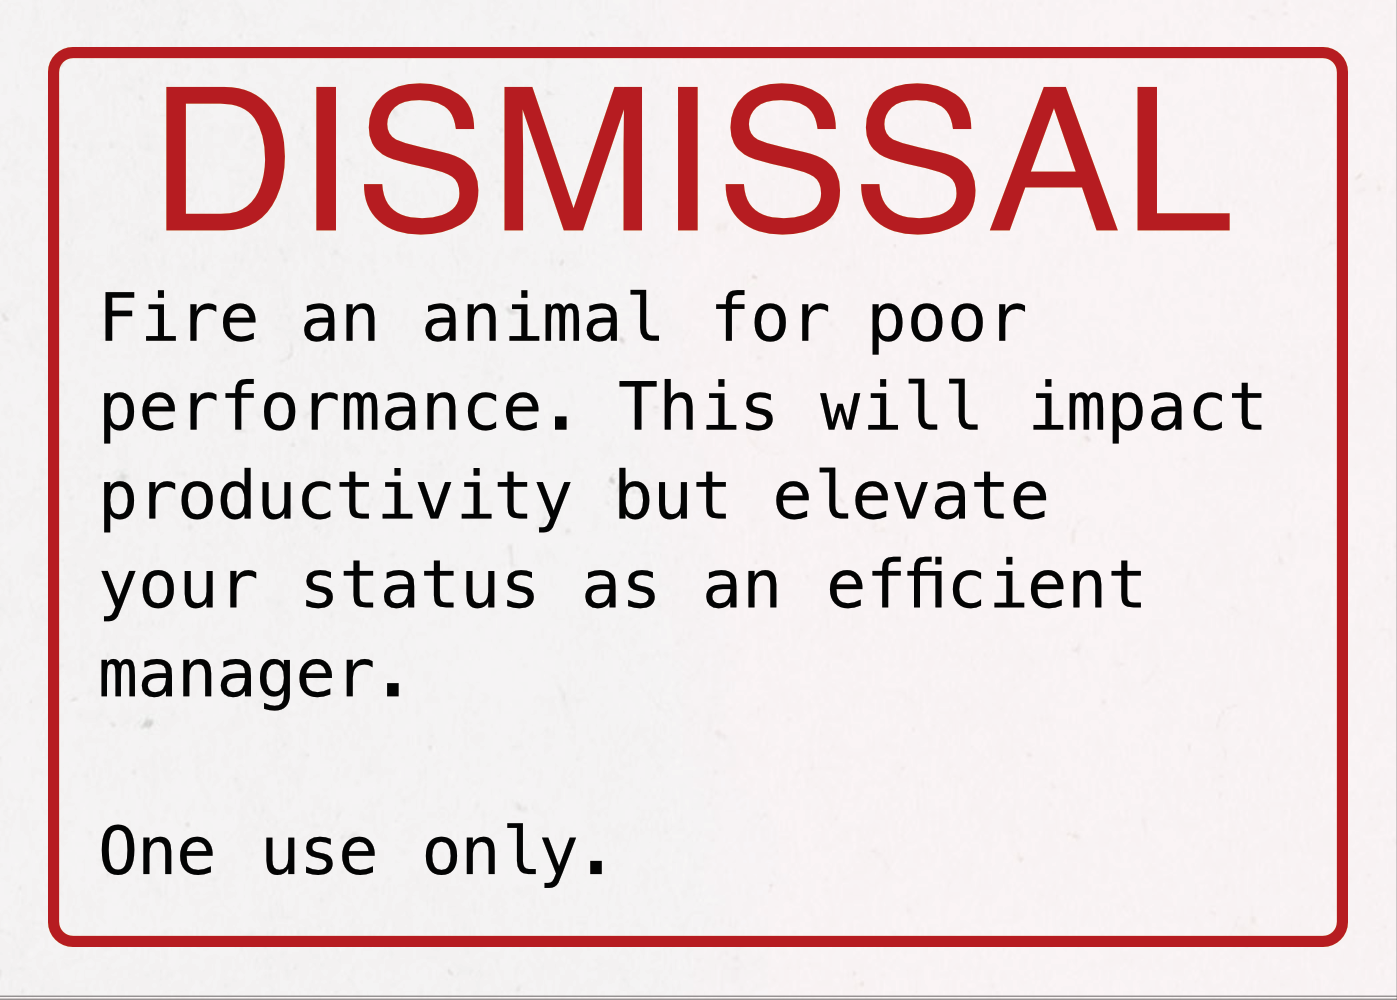 DISMISSAL
Fire an animal for poor
performance. This will impact
productivity but elevate
your status as an efficient
manager.
One use only.